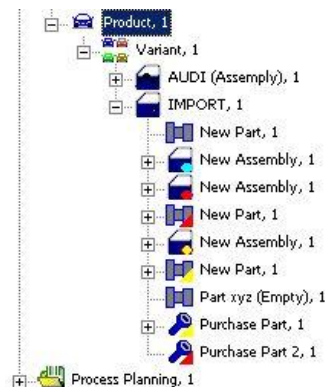 Product, 1
Variant, 1
AUDI (Assemply), 1
IMPORT, 1
New Part, 1
New Assembly, 1
New Assembly, 1
New Part, 1
New Assembly, 1
New Part, 1
Part xyz (Empty), 1
Purchase Part, 1
Purchase Part 2, 1
Process Planning, 1